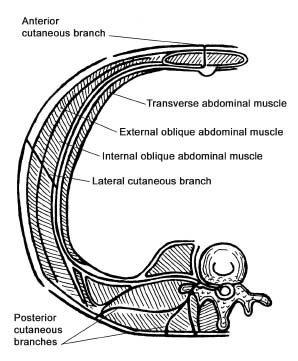 Anterior
cutaneous branch
Transverse abdominal muscle
External oblique abdominal muscle
Internal oblique abdominal muscle
Lateral cutaneous branch
Posterior
cutaneous
branches